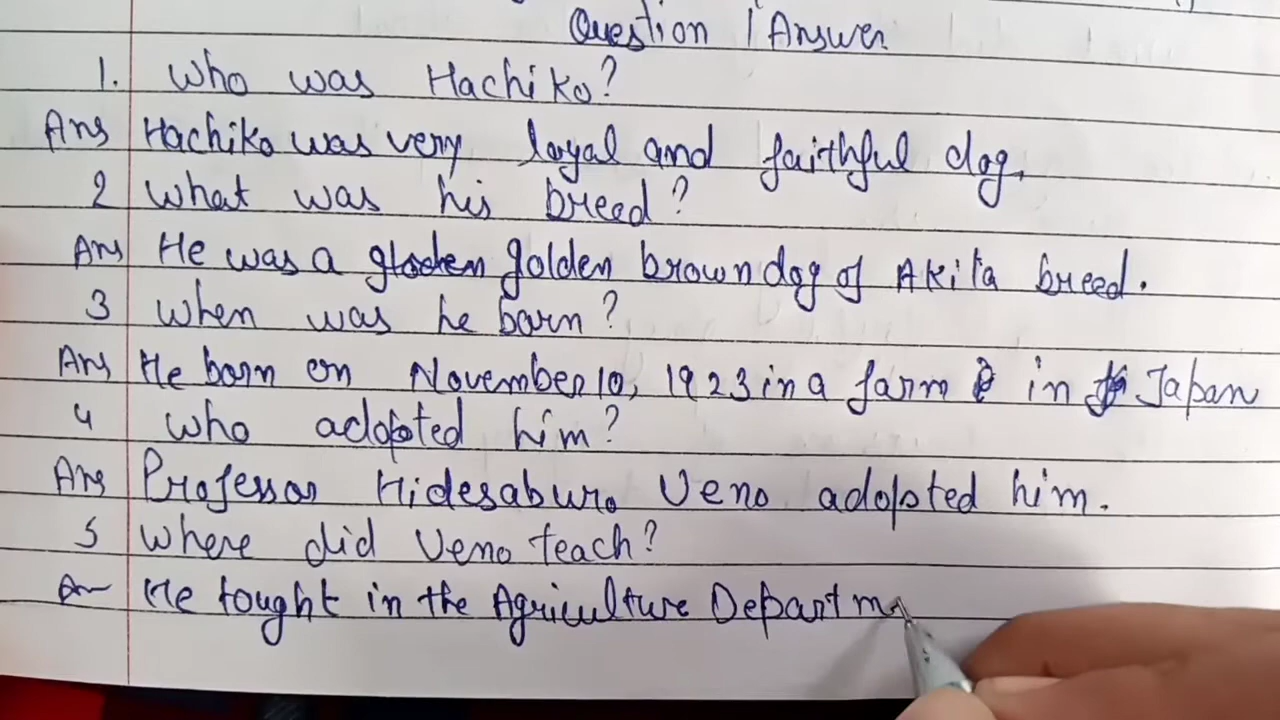 Question / Answer
1. Who was Hachiko?
Ans Hachiko was very loyal and faithful dog.
2 What was his breed?
Ans He was a golden brown dog of Akita breed.
3 When was he born?
Ans He born on November 10, 1923 in a farm in Japan
4 Who adopted him?
Ans Professor Hidesaburo Veno adopted him.
5 Where did Veno teach?
An He tought in the Agriculture Departm